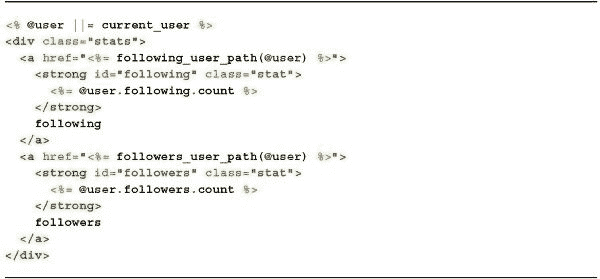 <% @user ||= current_user %>
<div class="stats">
  <a href="<%= following_user_path(@user) %>">
    <strong id="following" class="stat">
      <%= @user.following.count %>
    </strong>
    following
  </a>
  <a href="<%= followers_user_path(@user) %>">
    <strong id="followers" class="stat">
      <%= @user.followers.count %>
    </strong>
    followers
  </a>
</div>